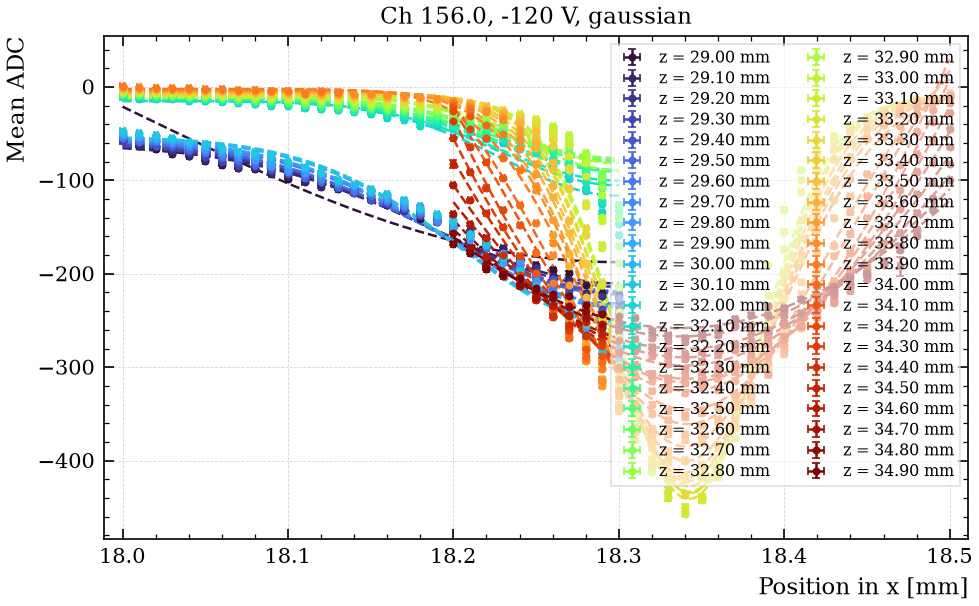 Ch 156.0, -120 V, gaussian
Mean ADC
0
−100
−200
−300
−400
18.0
18.1
18.2
18.3
18.4
18.5
Position in x [mm]
z = 29.00 mm
z = 29.10 mm
z = 29.20 mm
z = 29.30 mm
z = 29.40 mm
z = 29.50 mm
z = 29.60 mm
z = 29.70 mm
z = 29.80 mm
z = 29.90 mm
z = 30.00 mm
z = 30.10 mm
z = 32.00 mm
z = 32.10 mm
z = 32.20 mm
z = 32.30 mm
z = 32.40 mm
z = 32.50 mm
z = 32.60 mm
z = 32.70 mm
z = 32.80 mm
z = 32.90 mm
z = 33.00 mm
z = 33.10 mm
z = 33.20 mm
z = 33.30 mm
z = 33.40 mm
z = 33.50 mm
z = 33.60 mm
z = 33.70 mm
z = 33.80 mm
z = 33.90 mm
z = 34.00 mm
z = 34.10 mm
z = 34.20 mm
z = 34.30 mm
z = 34.40 mm
z = 34.50 mm
z = 34.60 mm
z = 34.70 mm
z = 34.80 mm
z = 34.90 mm